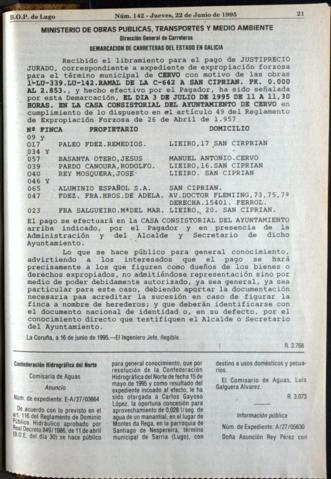 B.O.P. de Lugo
Núm. 142 - Jueves, 22 de Junio de 1995
21
MINISTERIO DE OBRAS PUBLICAS, TRANSPORTES Y MEDIO AMBIENTE
Dirección General de Carreteras
DEMARCACION DE CARRETERAS DEL ESTADO EN GALICIA
Recibido el libramiento para el pago de JUSTIPRECIO
JURADO, correspondiente a expediente de expropiación forzosa
para el término municipal de CERVO con motivo de las obras
1-LU-339.LU-142.RAMAL DE LA C-642 A SAN CIPRIAN. PK. 0.000
AL 2.853., y hecho efectivo por el Pagador, ha sido señalada
por esta Demarcación, EL DIA 3 DE JULIO DE 1995 DE 11 A 11,30
HORAS. EN LA CASA CONSISTORIAL DEL AYUNTAMIENTO DE CERVO en
cumplimiento de lo dispuesto en el artículo 49 del Reglamento
de Expropiación Forzosa de 26 de Abril de 1.957
Nº FINCA PROPIETARIO DOMICILIO
09 y
017 PALEO FDEZ.REMEDIOS. LIEIRO,17 SAN CIRPRIAN
034 Y
057 BASANTA OTERO,JESUS MANUEL ANTONIO.CERVO
039 PARDO CANOURA,RODOLFO. LIEIRO,16.SAN CIPRIAN
040 REY MOSQUERA,JOSE LIEIRO. SAN CIPRIAN
046 Y
065 ALUMINIO ESPAÑOL S.A. SAN CIPRIAN.
047 FDEZ. FRA.HROS.DE ADELA. AV.DOCTOR FLEMING,73,75,7ª
DERECHA.15401. FERROL.
023 FRA SALGUEIRO.MªDEL MAR. LIEIRO, 20. SAN CIPRIAN.
El pago se efectuará en la CASA CONSISTORIAL DEL AYUNTAMIENTO
arriba indicado, por el Pagador y en presencia de la
Administración y del Alcalde y Secretario de dicho
Ayuntamiento.
Lo que se hace público para general conocimiento,
advirtiendo a los interesados que el pago se hará
precisamente a los que figuren como dueños de los bienes o
derechos expropiados, no admitiéndose representación sino por
medio de poder debidamente autorizado, ya sea general, ya sea
particular para este caso, debiendo aportar la documentación
necesaria paa acreditar la sucesión en caso de figurar la
finca a nombre de herederos; y que deberán identificarse con
el documento nacional de identidad o, en su defecto, por el
conocimiento directo que testifiquen el Alcalde o Secretario
del Ayuntamiento.
La Coruña, a 16 de junio de 1995.—El Ingeniero Jefe, ilegible.
R. 3.768
Confederación Hidrográfica del Norte
Comisaría de Aguas
Anuncio
Núm. de expediente: E-A/27/03664
De acuerdo con lo previsto en el
art. 116 del Reglamento de Dominio
Público Hidráulico aprobado por
Real Decreto 849/1986, de 11 de abril
(B.O.E. del día 30) se hace público
para general conocimiento, que por
resolución de la Confederación
Hidrográfica del Norte de fecha 15 de
mayo de 1995 y como resultado del
expediente incoado al efecto, le ha
sido otorgada a Carlos Gayoso
López, la oportuna concesión para
aprovechamiento de 0,028 l/seg. de
agua de un manantial, en el lugar de
Montes da Rega, en la parroquia de
Santiago de Nespereira, término
municipal de Sarria (Lugo), con
destino a usos domésticos y pecua-
rios.
El Comisario de Aguas, Luis
Galguera Alvarez.
R. 3.073
Información pública
Núm. de Expediente: A/27/05630
Doña Asunción Rey Pérez con